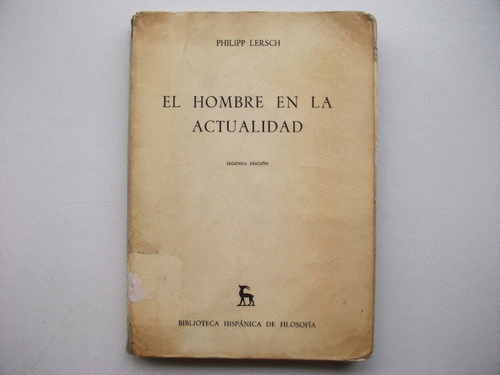 PHILIPP LERSCH
EL HOMBRE EN LA
ACTUALIDAD
SEGUNDA EDICIÓN
BIBLIOTECA HISPÁNICA DE FILOSOFÍA